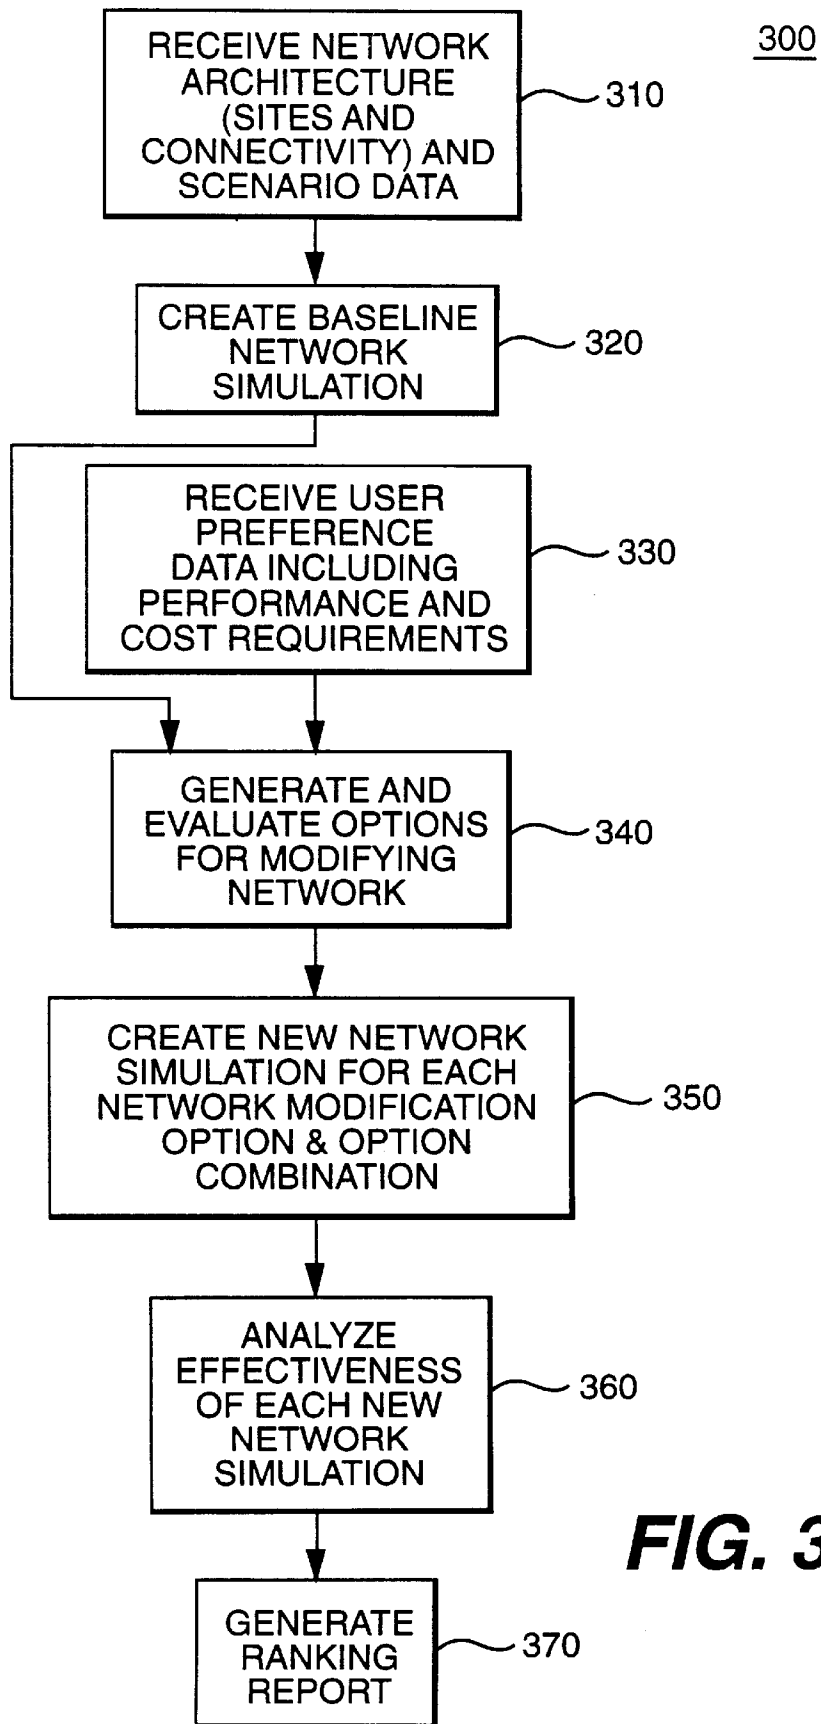 300
RECEIVE NETWORK
ARCHITECTURE
(SITES AND
CONNECTIVITY) AND
SCENARIO DATA
310
CREATE BASELINE
NETWORK
SIMULATION
320
RECEIVE USER
PREFERENCE
DATA INCLUDING
PERFORMANCE AND
COST REQUIREMENTS
330
GENERATE AND
EVALUATE OPTIONS
FOR MODIFYING
NETWORK
340
CREATE NEW NETWORK
SIMULATION FOR EACH
NETWORK MODIFICATION
OPTION & OPTION
COMBINATION
350
ANALYZE
EFFECTIVENESS
OF EACH NEW
NETWORK
SIMULATION
360
FIG. 3
GENERATE
RANKING
REPORT
370